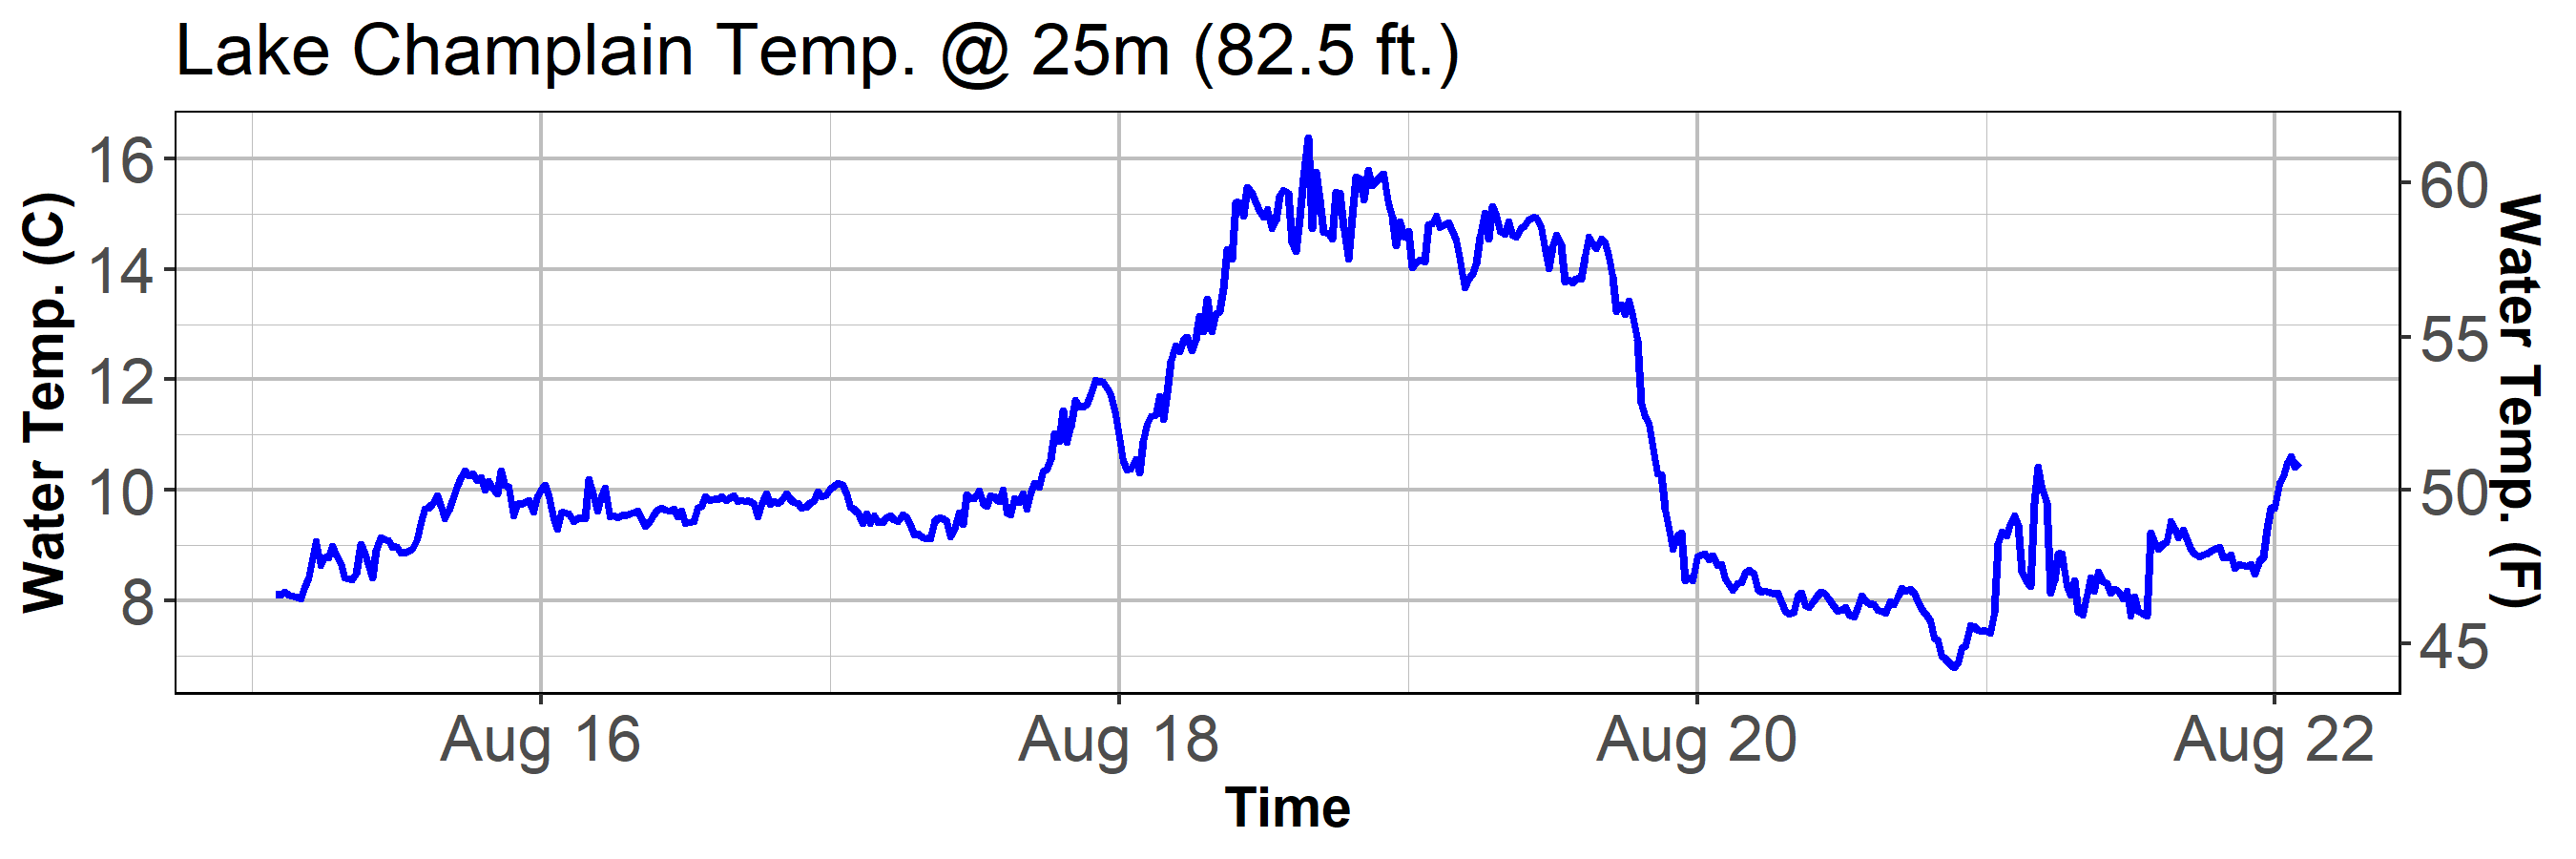 Lake Champlain Temp. @ 25m (82.5 ft.)
Water Temp. (C)
16
14
12
10
8
60
55
50
45
Water Temp. (F)
Aug 16 Aug 18 Aug 20 Aug 22
Time